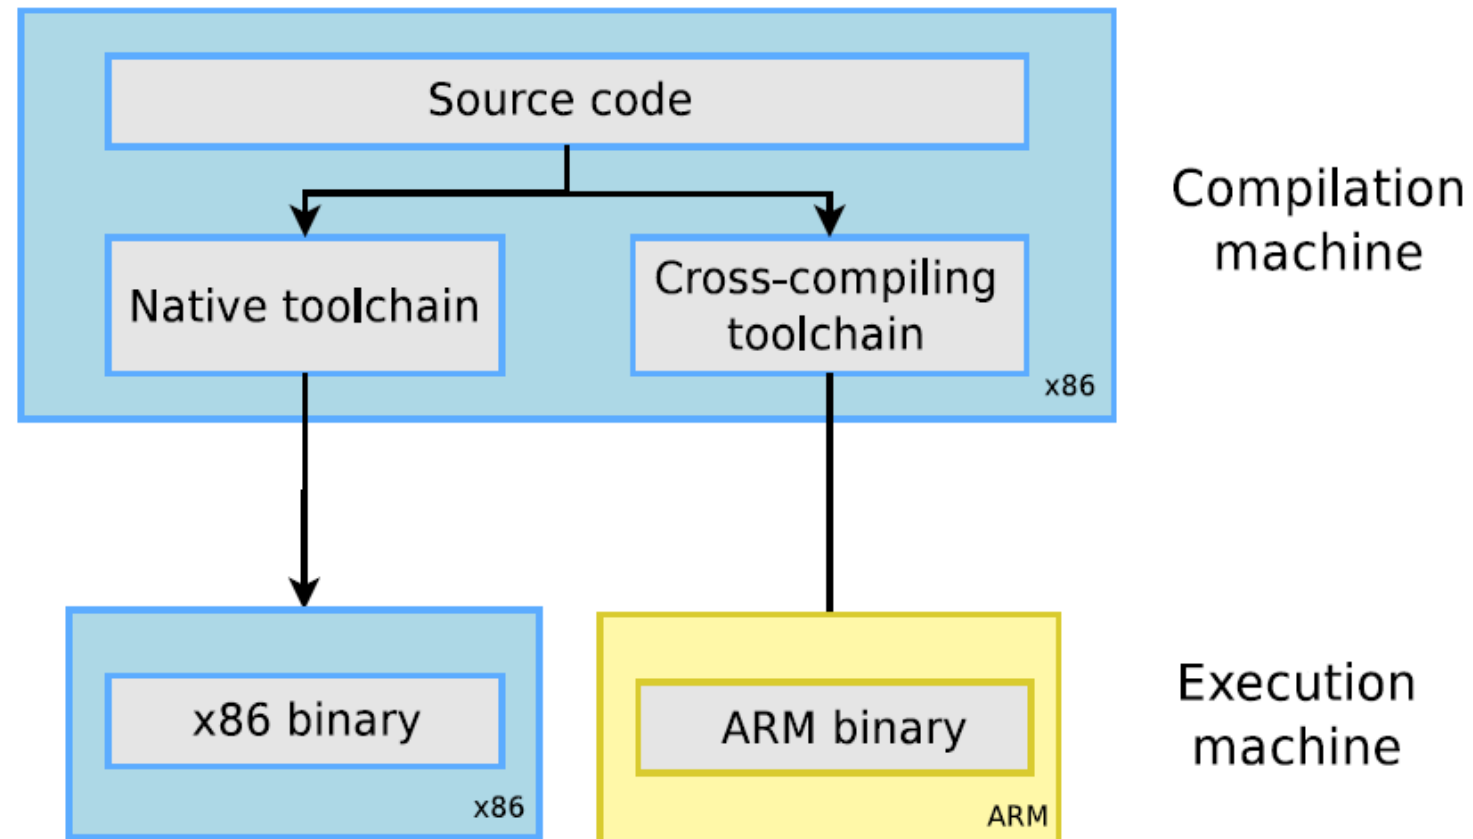 Source code
Compilation
machine
Native toolchain
Cross-compiling
toolchain
x86
Execution
machine
x86 binary
ARM binary
x86
ARM